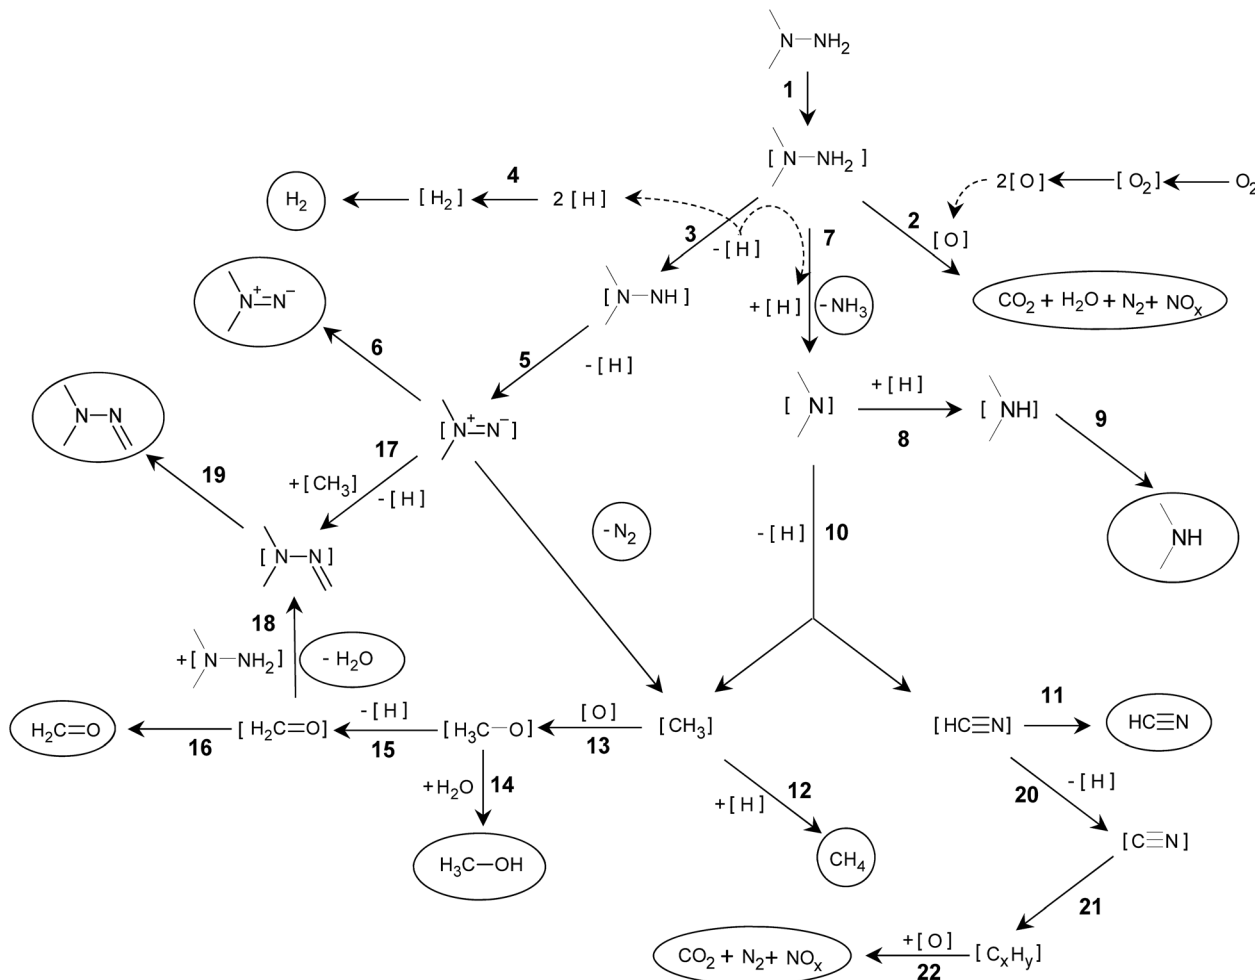 N—NH2
1
[ N—NH2 ]
4
H2
[ H2 ]
2 [ H ]
3
- [ H ]
7
2
2[ O ]
[ O2 ]
O2
[ O ]
CO2 + H2O + N2+ NOx
[ N—NH ]
+ [ H ]
- NH3
N+=N−
6
5
- [ H ]
[ N ]
+ [ H ]
8
[ NH]
9
NH
N—N
19
[ N+=N− ]
17
+ [ CH3 ]
- [ H ]
- N2
- [ H ]
10
[ N—N ]
18
+[ N—NH2 ]
- H2O
H2C=O
16
[ H2C=O]
- [ H ]
15
[ H3C—O]
[ O ]
13
[CH3]
[HC≡N]
11
HC≡N
+ H2O
14
H3C—OH
+ [ H ]
12
CH4
20
- [ H ]
[ C≡N ]
21
[ CxHy ]
+ [ O ]
22
CO2 + N2+ NOx